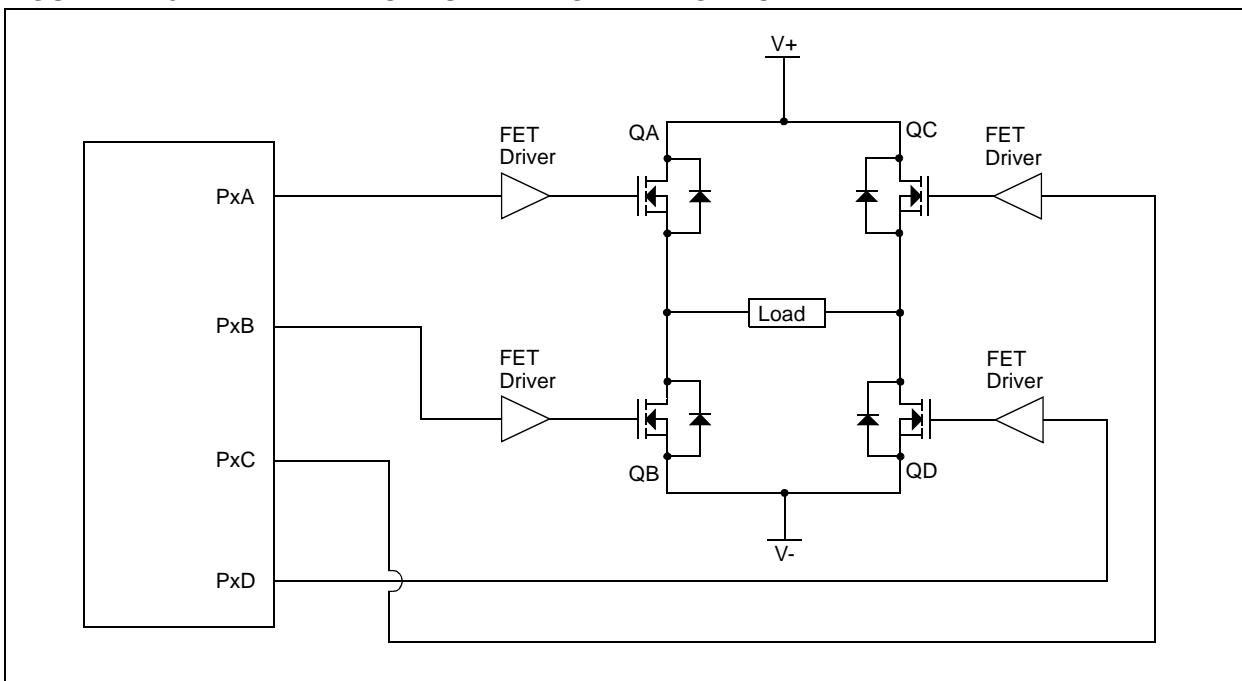 V+
QA
QC
FET
Driver
FET
Driver
PxA
PxB
Load
FET
Driver
FET
Driver
PxC
QB
QD
V-
PxD